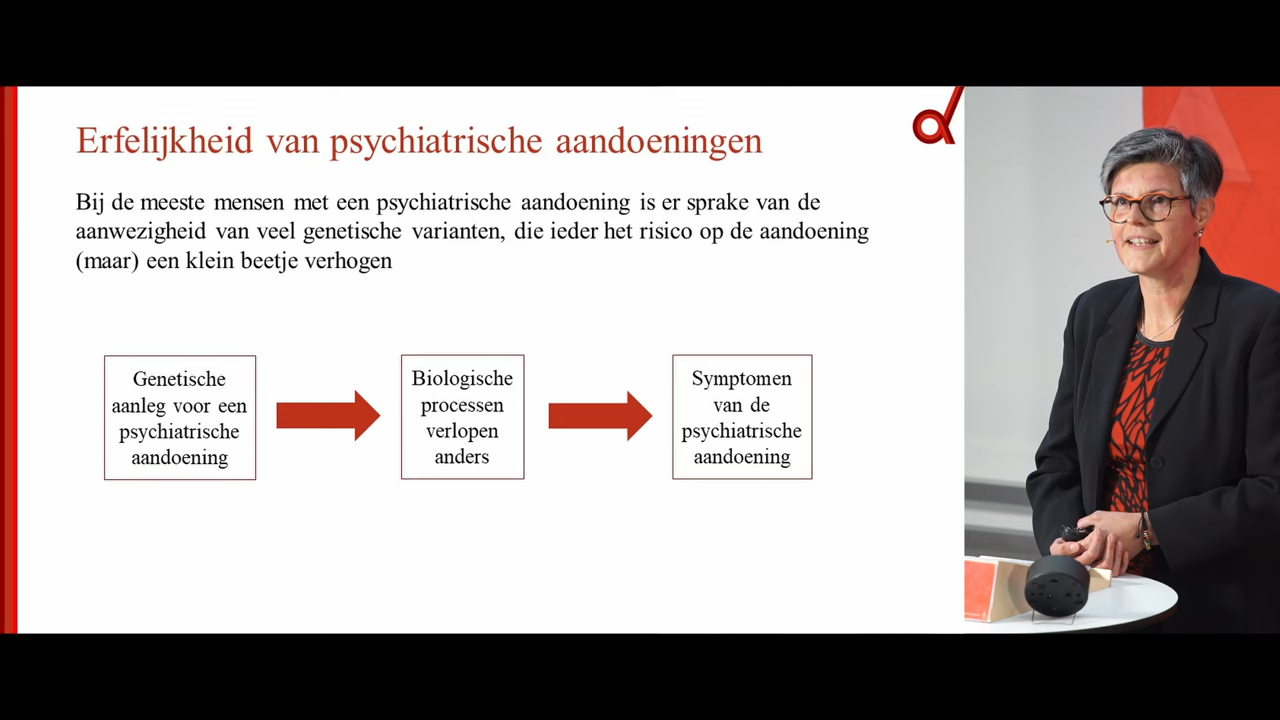 Erfelijkheid van psychiatrische aandoeningen
Bij de meeste mensen met een psychiatrische aandoening is er sprake van de
aanwezigheid van veel genetische varianten, die ieder het risico op de aandoening
(maar) een klein beetje verhogen
Genetische
aanleg voor een
psychiatrische
aandoening
Biologische
processen
verlopen
anders
Symptomen
van de
psychiatrische
aandoening